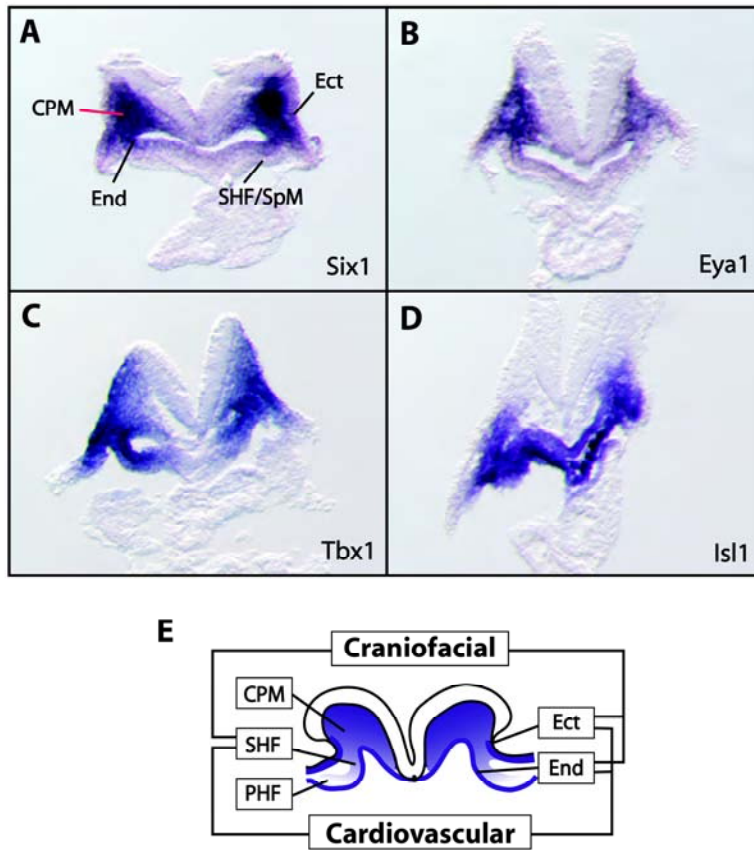 A
Ect
CPM
End
SHF/SpM
Six1
B
Eya1
C
Tbx1
D
Isl1
E
Craniofacial
CPM
SHF
PHF
Ect
End
Cardiovascular